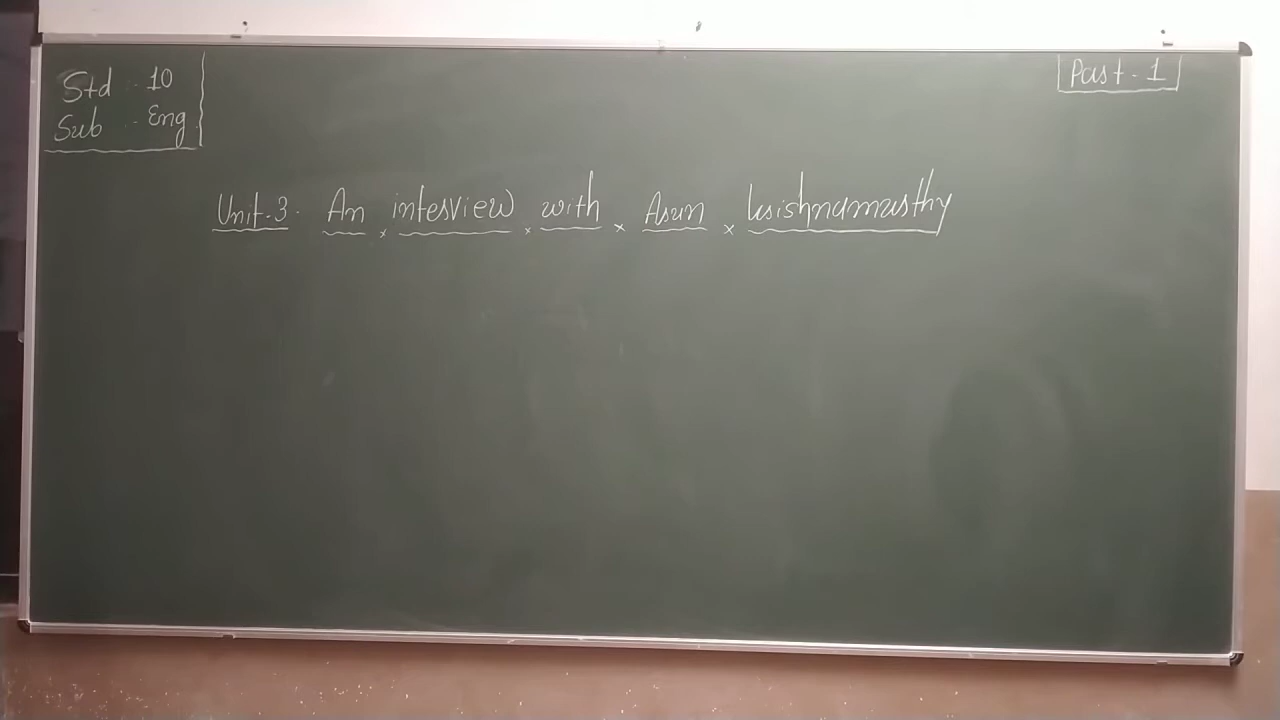 Std - 10
Sub - Eng.
Part - 1
Unit-3. An interview with Arun krishnamurthy